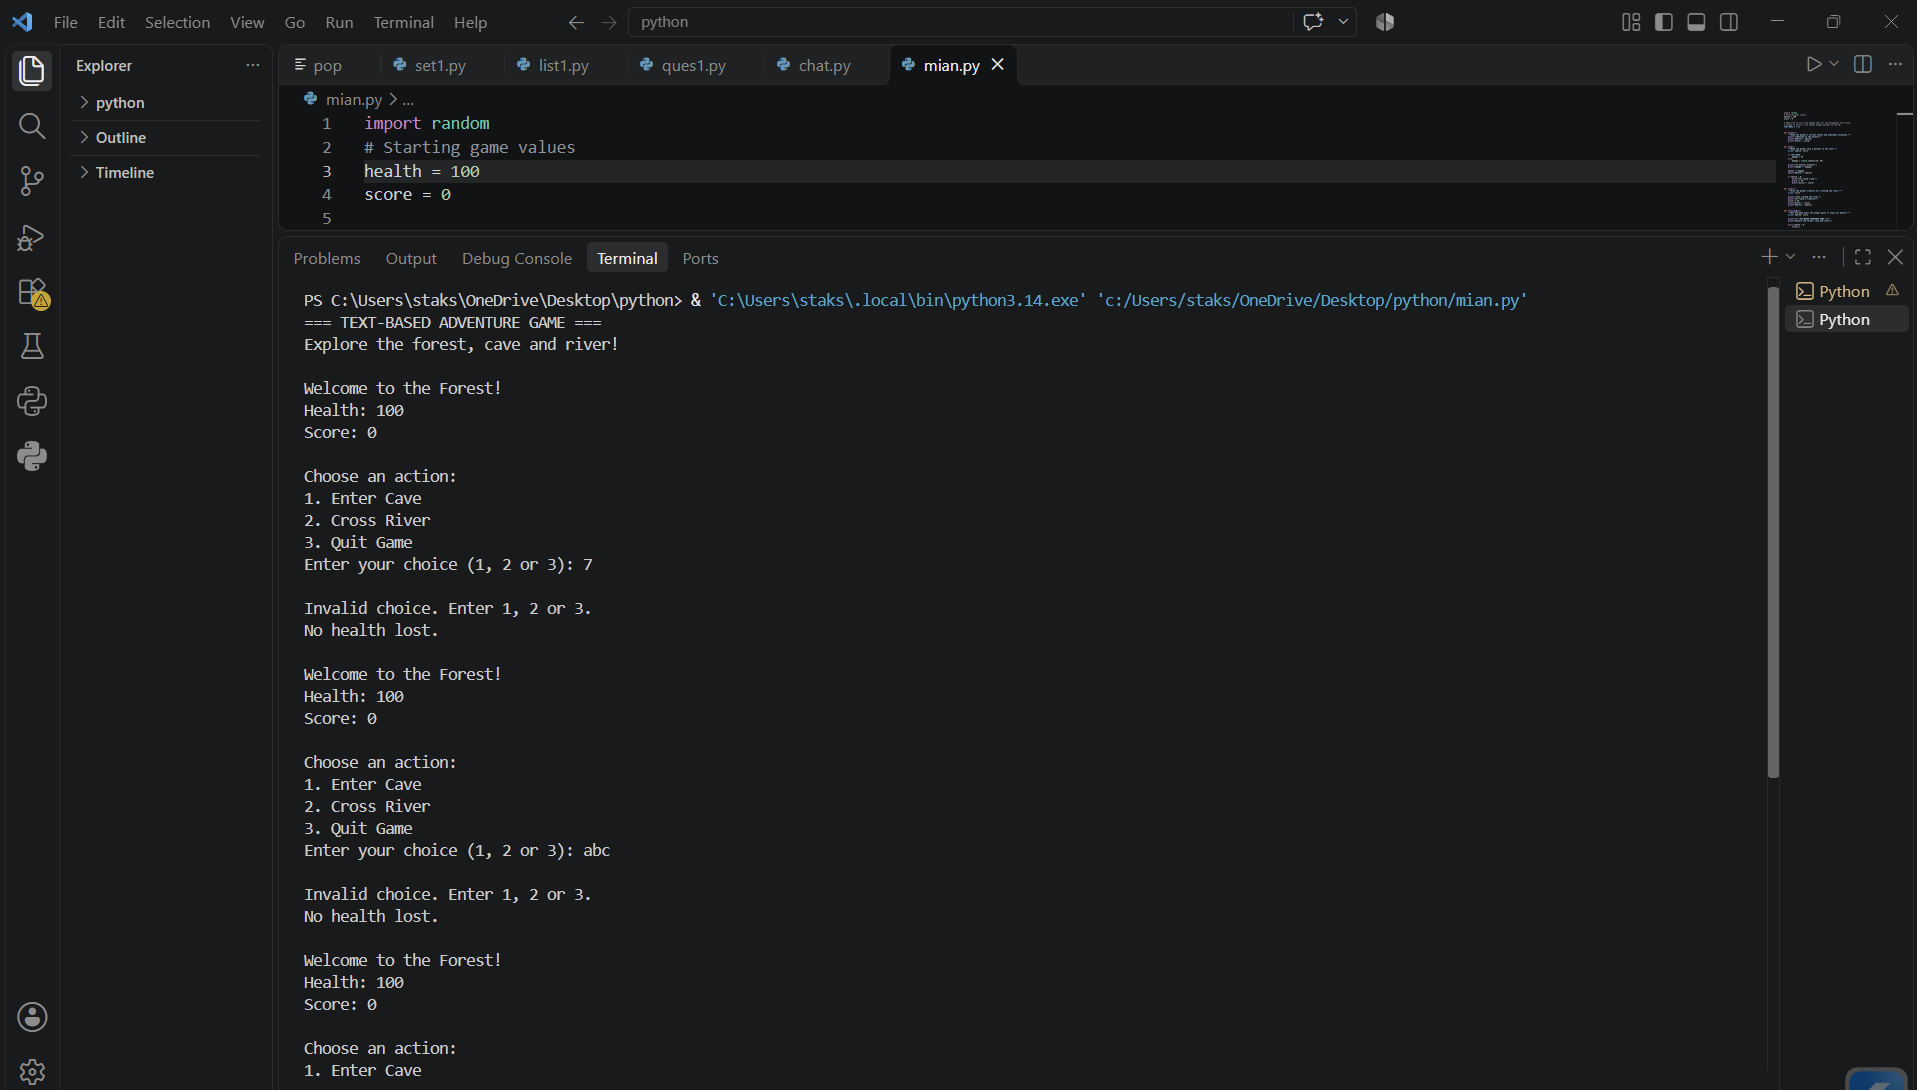 File Edit Selection View Go Run Terminal Help python
Explorer
python
Outline
Timeline
pop set1.py list1.py ques1.py chat.py mian.py
mian.py > ...
1 import random
2 # Starting game values
3 health = 100
4 score = 0
5
Problems Output Debug Console Terminal Ports
PS C:\Users\staks\OneDrive\Desktop\python> & 'C:\Users\staks\.local\bin\python3.14.exe' 'c:/Users/staks/OneDrive/Desktop/python/mian.py'
=== TEXT-BASED ADVENTURE GAME ===
Explore the forest, cave and river!
Welcome to the Forest!
Health: 100
Score: 0
Choose an action:
1. Enter Cave
2. Cross River
3. Quit Game
Enter your choice (1, 2 or 3): 7
Invalid choice. Enter 1, 2 or 3.
No health lost.
Welcome to the Forest!
Health: 100
Score: 0
Choose an action:
1. Enter Cave
2. Cross River
3. Quit Game
Enter your choice (1, 2 or 3): abc
Invalid choice. Enter 1, 2 or 3.
No health lost.
Welcome to the Forest!
Health: 100
Score: 0
Choose an action:
1. Enter Cave
Python
Python